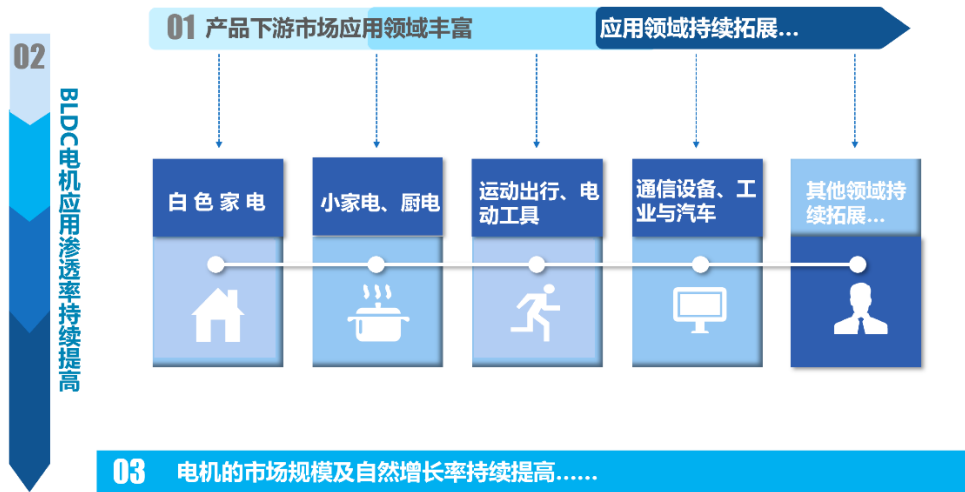 01 产品下游市场应用领域丰富
应用领域持续拓展...
02
BLDC电机应用渗透率持续提高
白色家电
小家电、厨电
运动出行、电
动工具
通信设备、工
业与汽车
其他领域持
续拓展...
03 电机的市场规模及自然增长率持续提高......